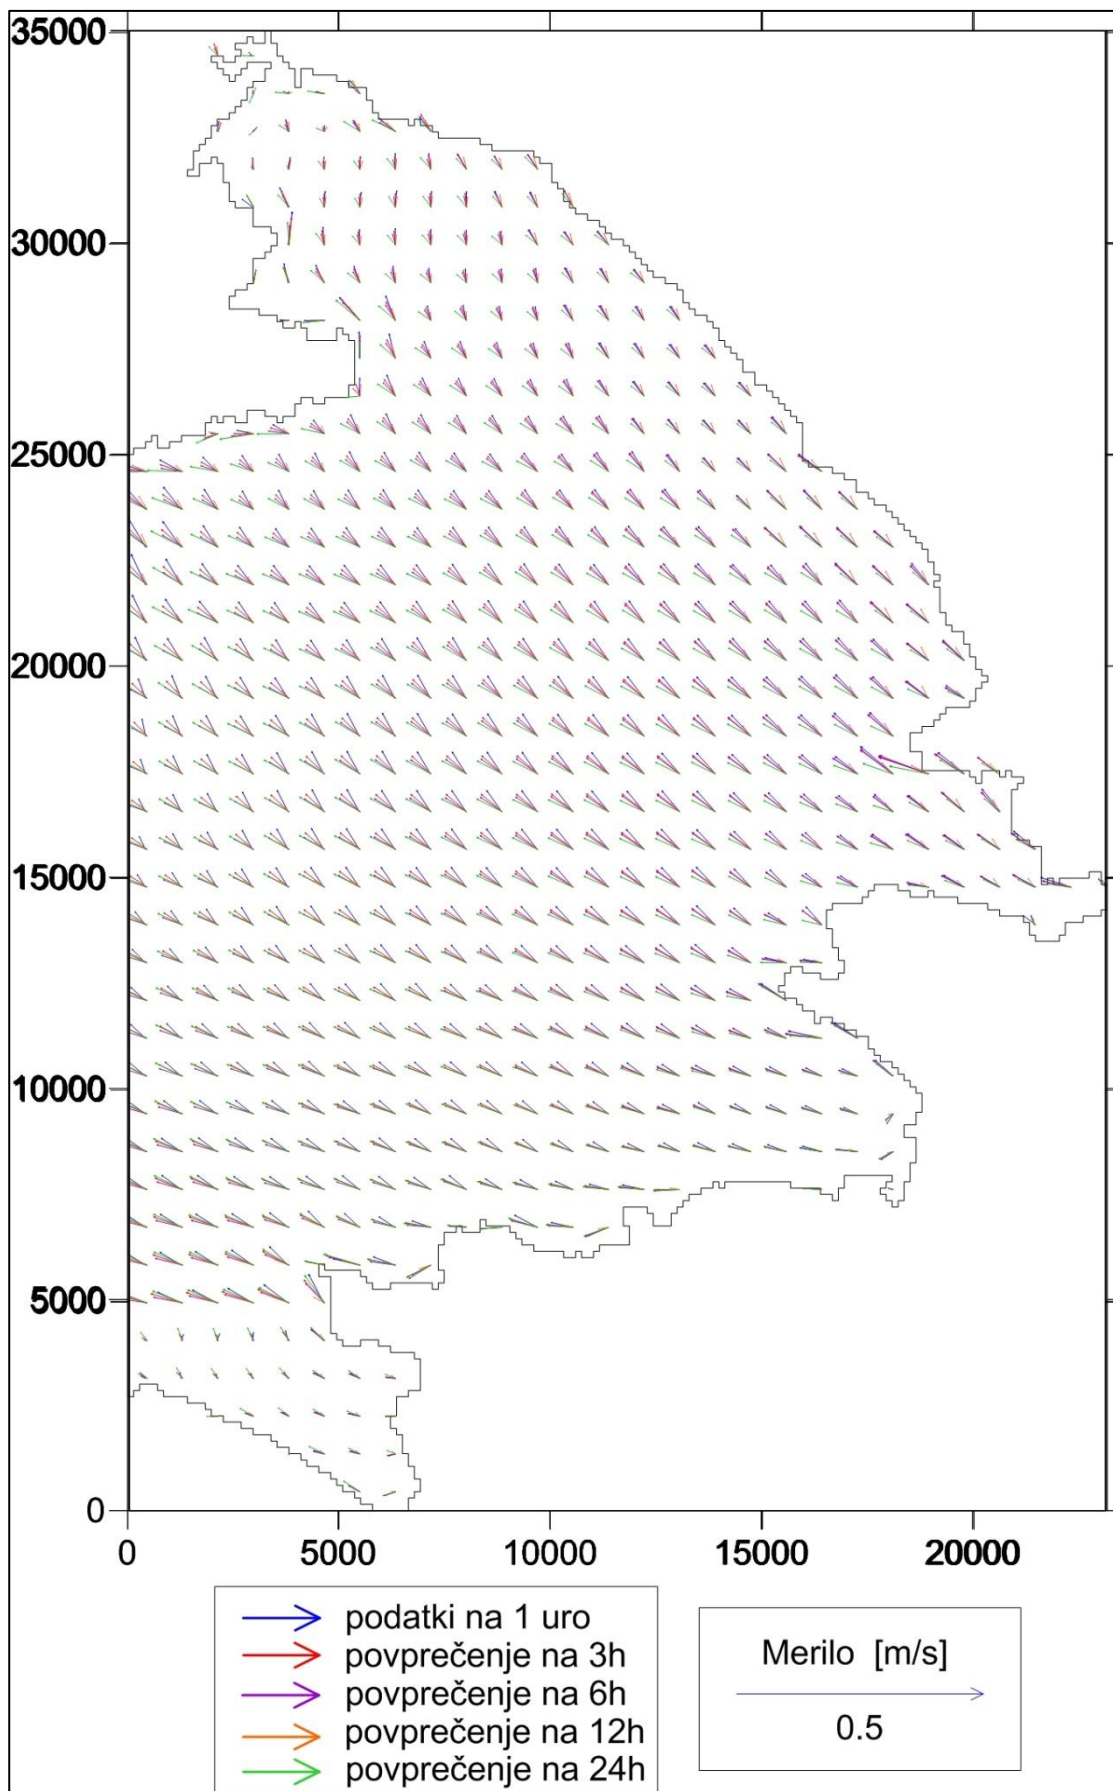 35000
30000
25000
20000
15000
10000
5000
0
0 5000 10000 15000 20000
podatki na 1 uro
povprečenje na 3h
povprečenje na 6h
povprečenje na 12h
povprečenje na 24h
Merilo [m/s]
0.5